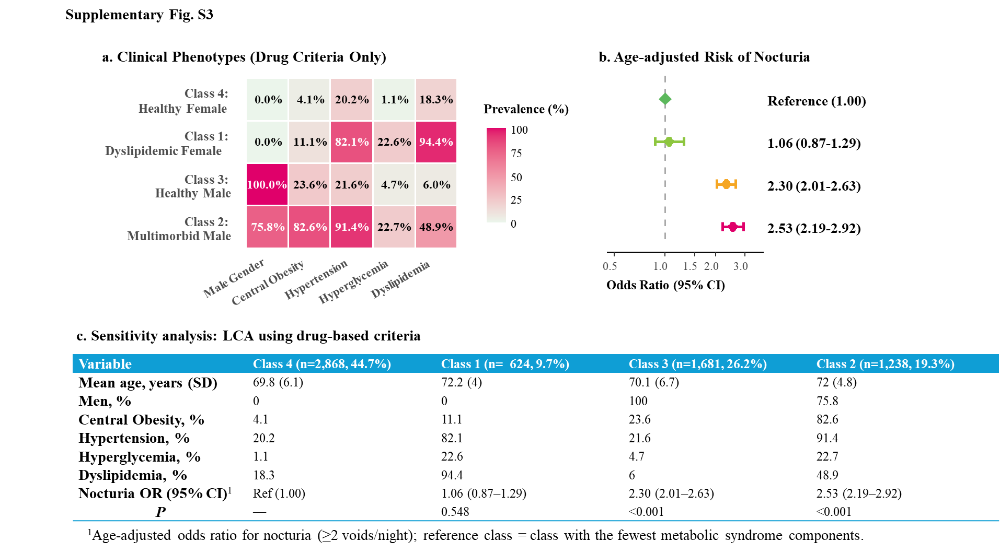 Supplementary Fig. S3
a. Clinical Phenotypes (Drug Criteria Only)
Class 4:
Healthy Female
0.0% 4.1% 20.2% 1.1% 18.3%
Class 1:
Dyslipidemic Female
0.0% 11.1% 82.1% 22.6% 94.4%
Class 3:
Healthy Male
100.0% 23.6% 21.6% 4.7% 6.0%
Class 2:
Multimorbid Male
75.8% 82.6% 91.4% 22.7% 48.9%
Male Gender
Central Obesity
Hypertension
Hyperglycemia
Dyslipidemia
Prevalence (%)
100
75
50
25
0
b. Age-adjusted Risk of Nocturia
Reference (1.00)
1.06 (0.87-1.29)
2.30 (2.01-2.63)
2.53 (2.19-2.92)
0.5 1.0 1.5 2.0 3.0
Odds Ratio (95% CI)
c. Sensitivity analysis: LCA using drug-based criteria
Variable Class 4 (n=2,868, 44.7%) Class 1 (n= 624, 9.7%) Class 3 (n=1,681, 26.2%) Class 2 (n=1,238, 19.3%)
Mean age, years (SD) 69.8 (6.1) 72.2 (4) 70.1 (6.7) 72 (4.8)
Men, % 0 0 100 75.8
Central Obesity, % 4.1 11.1 23.6 82.6
Hypertension, % 20.2 82.1 21.6 91.4
Hyperglycemia, % 1.1 22.6 4.7 22.7
Dyslipidemia, % 18.3 94.4 6 48.9
Nocturia OR (95% CI)¹ Ref (1.00) 1.06 (0.87–1.29) 2.30 (2.01–2.63) 2.53 (2.19–2.92)
P — 0.548 <0.001 <0.001
¹Age-adjusted odds ratio for nocturia (≥2 voids/night); reference class = class with the fewest metabolic syndrome components.